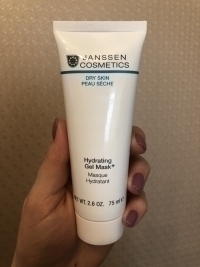 JANSSEN
COSMETICS
DRY SKIN
PEAU SÈCHE
Hydrating
Gel Mask+
Masque
Hydratant
NET WT. 2.6 OZ. 75 ml e